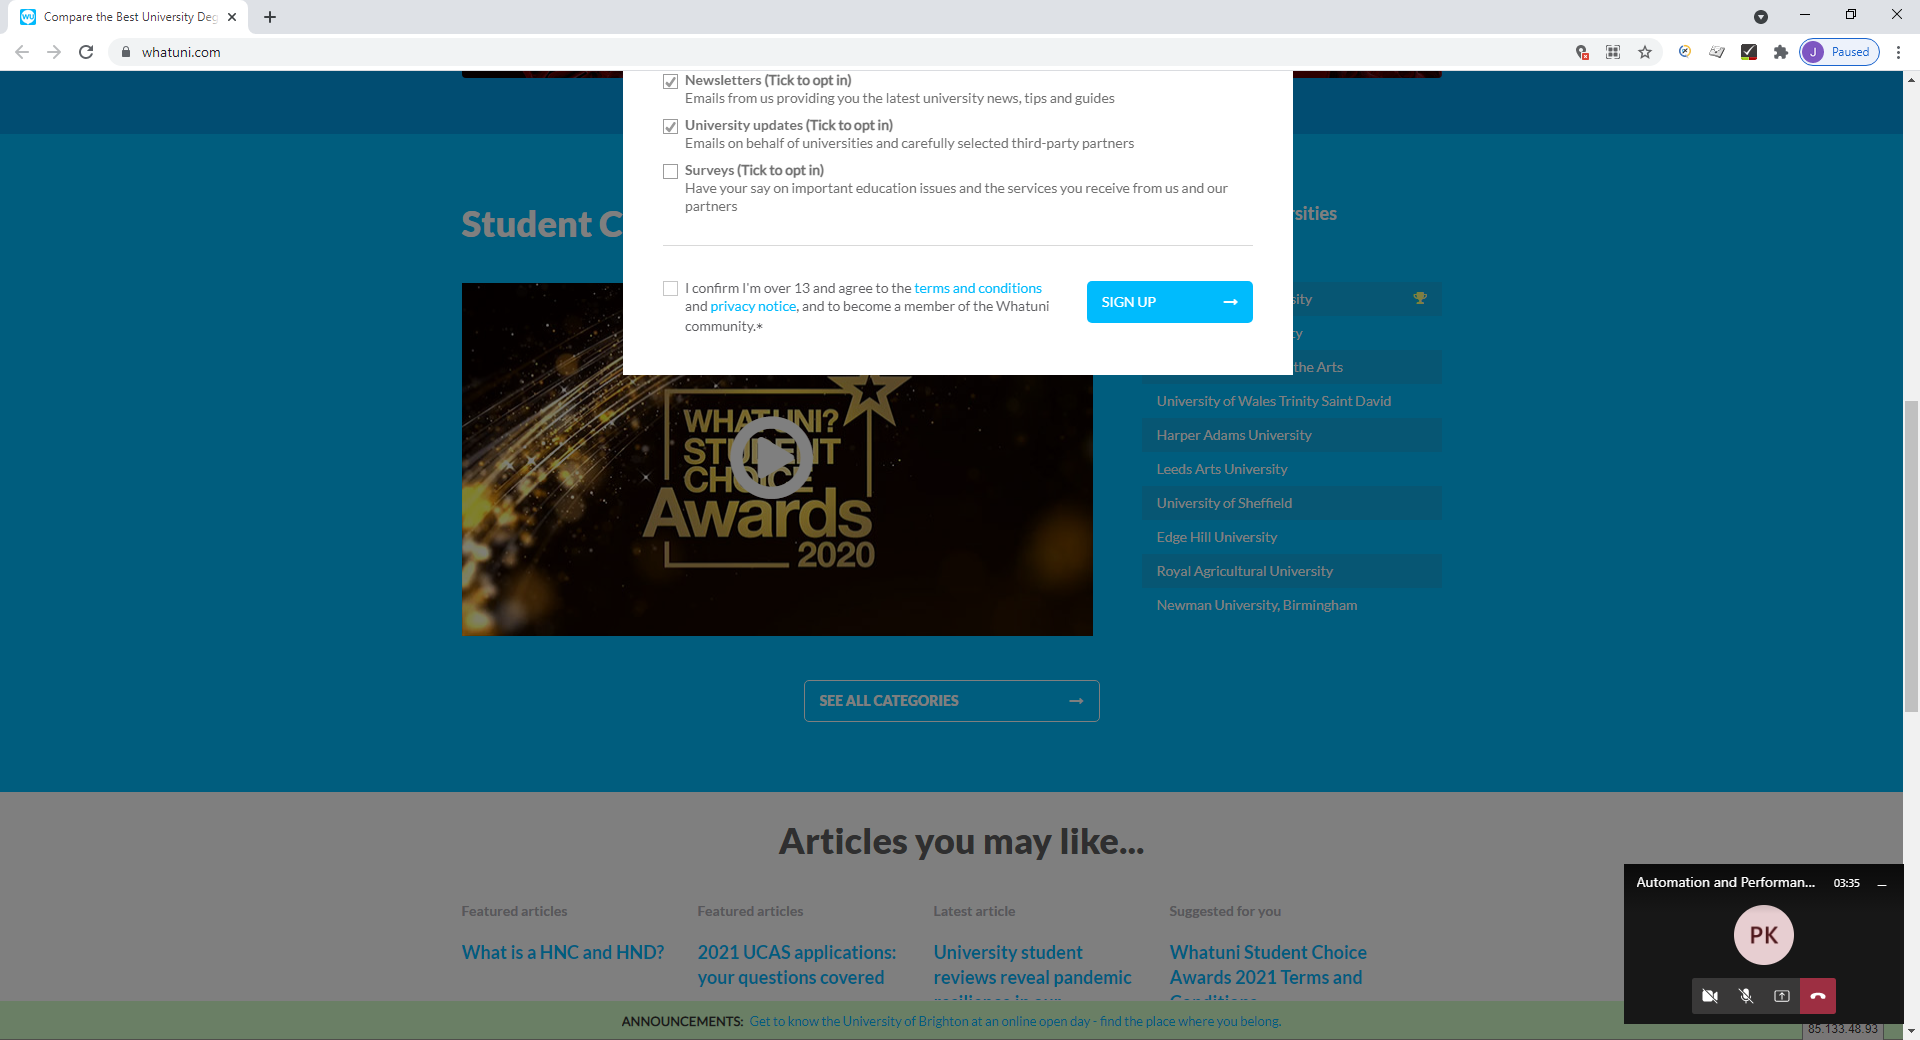 Compare the Best University Deg
whatuni.com
J Paused
Newsletters (Tick to opt in)
Emails from us providing you the latest university news, tips and guides
University updates (Tick to opt in)
Emails on behalf of universities and carefully selected third-party partners
Surveys (Tick to opt in)
Have your say on important education issues and the services you receive from us and our
partners
I confirm I'm over 13 and agree to the terms and conditions
and privacy notice, and to become a member of the Whatuni
community.*
SIGN UP
Student C
rsities
sity
ty
the Arts
University of Wales Trinity Saint David
Harper Adams University
Leeds Arts University
University of Sheffield
Edge Hill University
Royal Agricultural University
Newman University, Birmingham
WHATUNI?
STUDENT
CHOICE
Awards
2020
SEE ALL CATEGORIES
Articles you may like...
Featured articles
What is a HNC and HND?
Featured articles
2021 UCAS applications:
your questions covered
Latest article
University student
reviews reveal pandemic
Suggested for you
Whatuni Student Choice
Awards 2021 Terms and
Conditions
ANNOUNCEMENTS: Get to know the University of Brighton at an online open day - find the place where you belong.
Automation and Performan... 03:35
PK
85.133.48.93